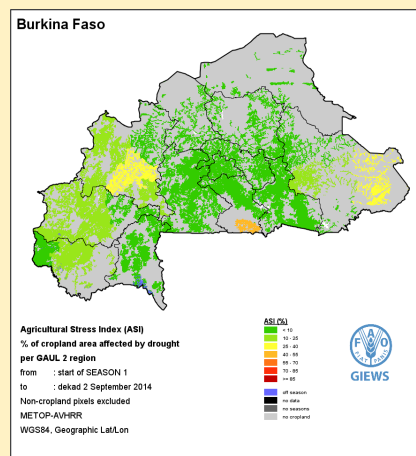 Burkina Faso
Agricultural Stress Index (ASI)
% of cropland area affected by drought
per GAUL 2 region
from : start of SEASON 1
to : dekad 2 September 2014
Non-cropland pixels excluded
METOP-AVHRR
WGS84, Geographic Lat/Lon
ASI (%)
< 10
10 - 25
25 - 40
40 - 55
55 - 70
70 - 85
>= 85
off season
no data
no seasons
no cropland
F A O
FIAT PANIS
GIEWS